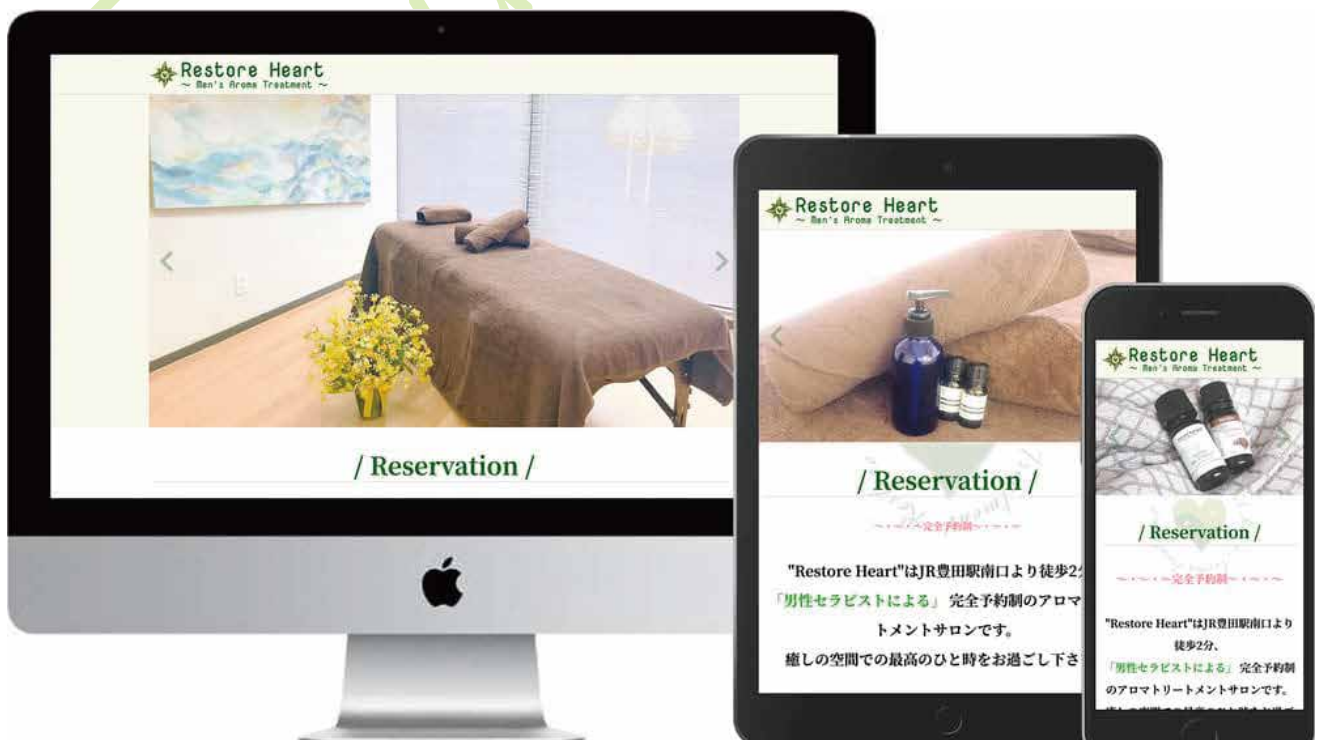 Restore Heart
~ Men's Aroma Treatment ~
/ Reservation /
Restore Heart
~ Men's Aroma Treatment ~
/ Reservation /
~・~・~完全予約制~・~・~
"Restore Heart"はJR豊田駅南口より徒歩2
「男性セラピストによる」 完全予約制のアロマ
トメントサロンです。
癒しの空間での最高のひと時をお過ごし下さ
Restore Heart
~ Men's Aroma Treatment ~
/ Reservation /
~・~・~完全予約制~・~・~
"Restore Heart"はJR豊田駅南口より
徒歩2分、
「男性セラピストによる」 完全予約制
のアロマトリートメントサロンです。